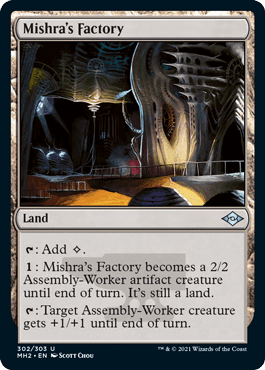 Mishra's Factory
Land
: Add .
1 : Mishra's Factory becomes a 2/2
Assembly-Worker artifact creature
until end of turn. It's still a land.
: Target Assembly-Worker creature
gets +1/+1 until end of turn.
302/303 U
MH2 • EN Scott Chou
™ & © 2021 Wizards of the Coast